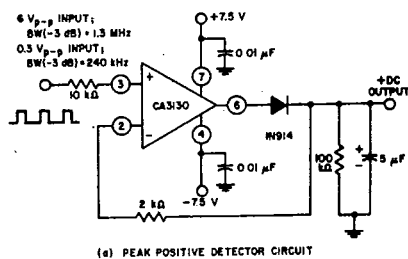 6 Vp-p INPUT;
BW(-3 dB) = 1.3 MHz
0.3 Vp-p INPUT;
BW(-3 dB) = 240 kHz
+7.5 V
0.01 µF
7
10 kΩ
3
+
CA3130
6
2
−
4
IN914
+DC
OUTPUT
100
kΩ
+
−
5 µF
0.01 µF
2 kΩ
−7.5 V
(a) PEAK POSITIVE DETECTOR CIRCUIT